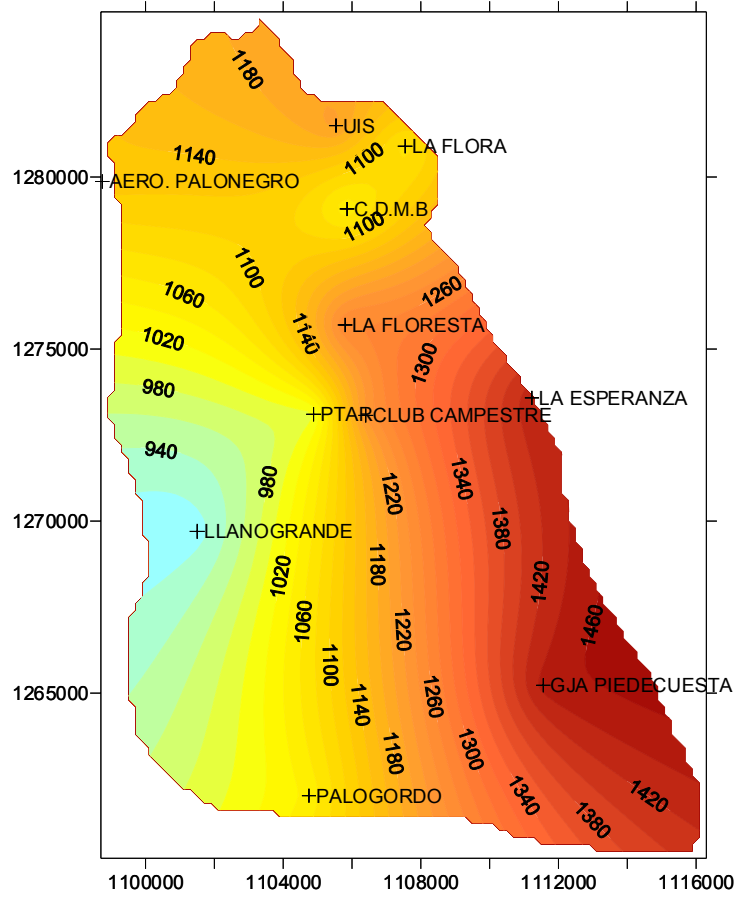 1180
UIS
LA FLORA
1100
1140
1280000
AERO. PALONEGRO
C.D.M.B
1100
1100
1060
1260
1140
LA FLORESTA
1020
1275000
1300
980
LA ESPERANZA
PTAR
CLUB CAMPESTRE
940
980
1340
1220
1380
1270000
LLANOGRANDE
1180
1020
1420
1060
1220
1460
1100
1265000
GJA PIEDECUESTA
1260
1140
1300
1180
PALOGORDO
1340
1420
1380
1100000 1104000 1108000 1112000 1116000